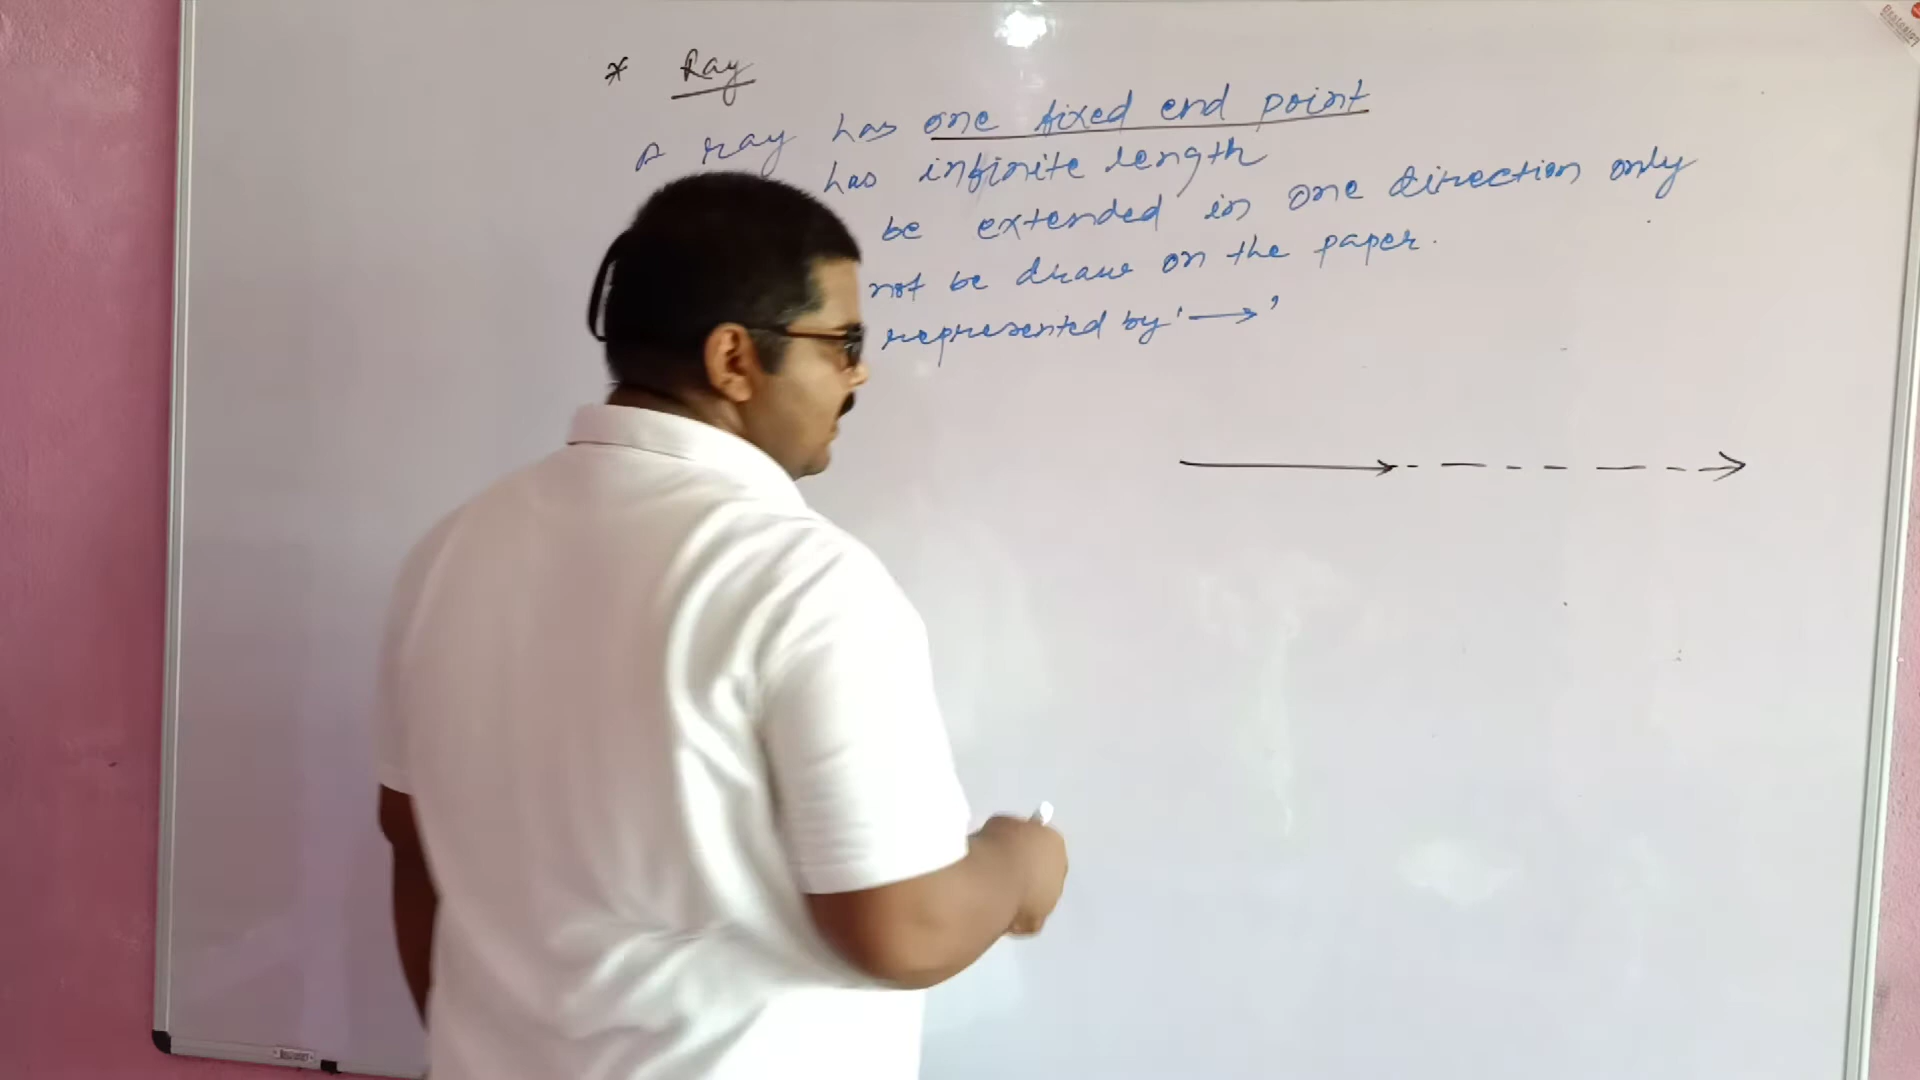 * Ray
A ray has one fixed end point
has infinite length
be extended in one direction only
not be draw on the paper.
represented by '⟶'